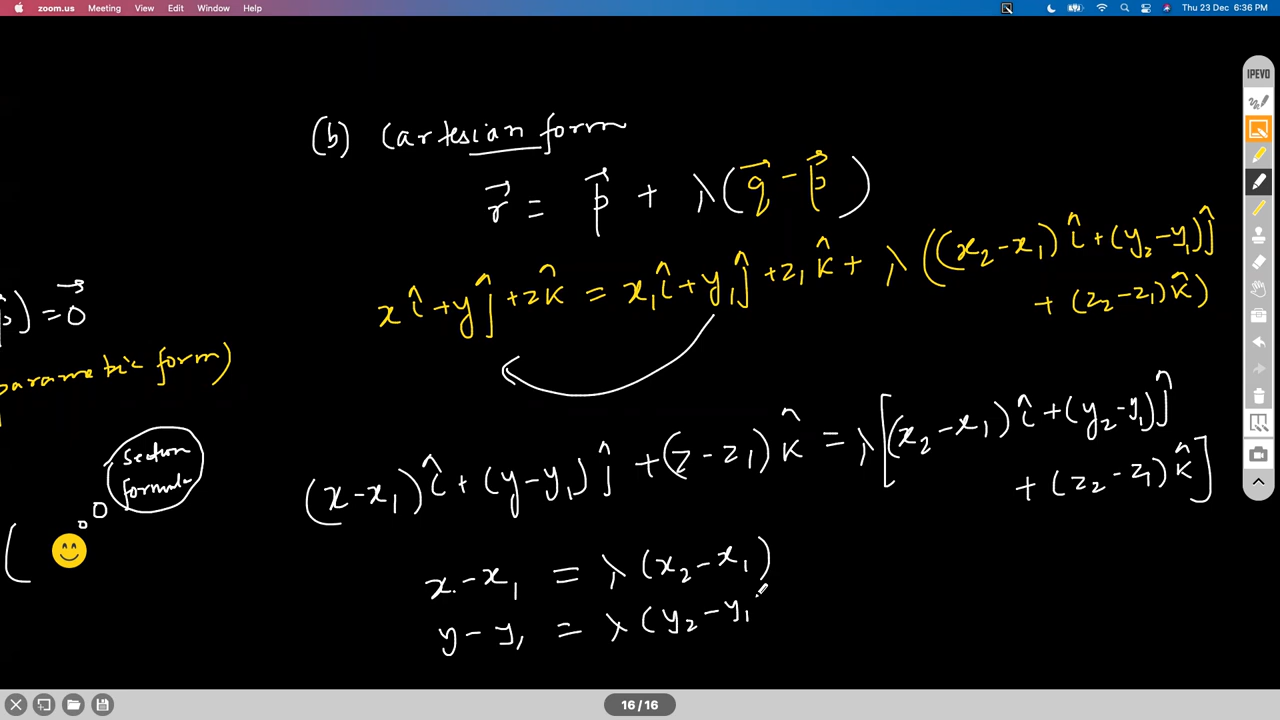 zoom.us Meeting View Edit Window Help Thu 23 Dec 6:36 PM
IPEVO
(b) Cartesian form
r⃗ = p⃗ + λ(q⃗ - p⃗)
xî + yĵ + zk̂ = x₁î + y₁ĵ + z₁k̂ + λ((x₂-x₁)î + (y₂-y₁)ĵ
+ (z₂-z₁)k̂)
) = 0⃗
parametric form)
(x-x₁)î + (y-y₁)ĵ + (z-z₁)k̂ = λ[(x₂-x₁)î + (y₂-y₁)ĵ
+ (z₂-z₁)k̂]
section
formula
(
x-x₁ = λ(x₂-x₁)
y-y₁ = λ(y₂-y₁
16 / 16